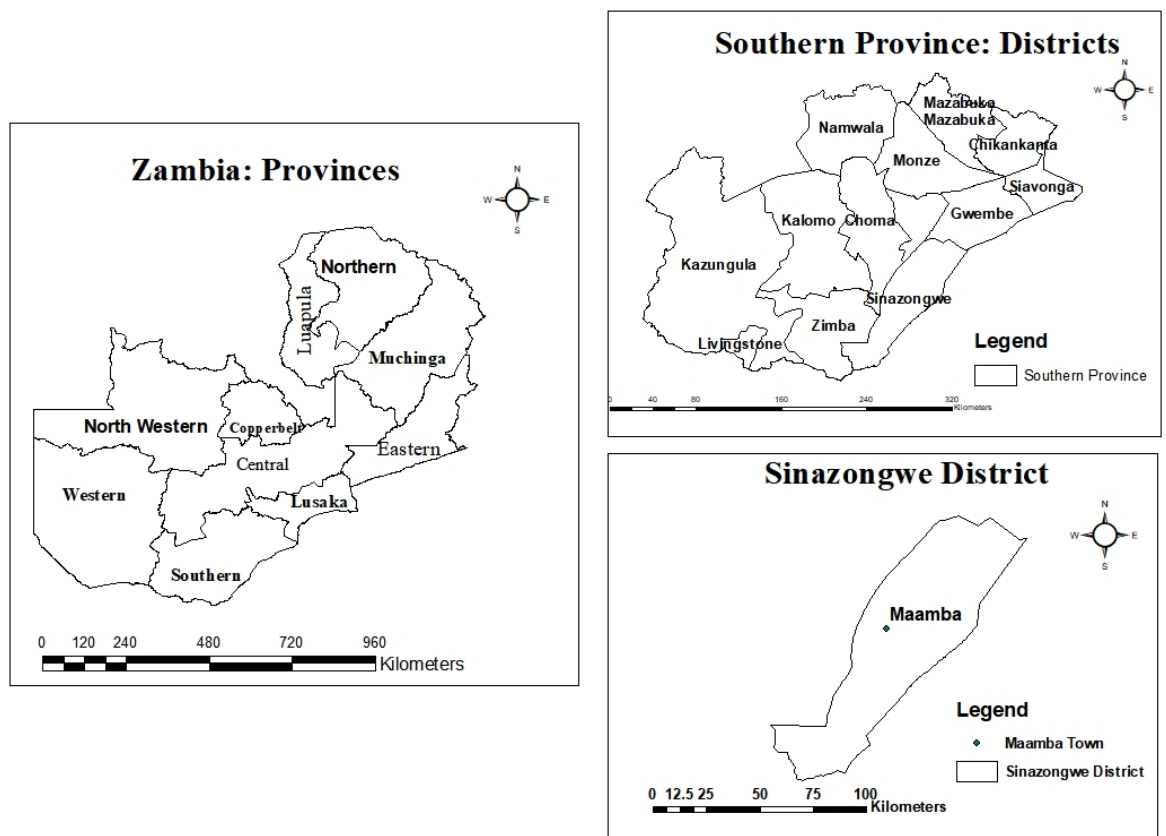 Zambia: Provinces
N
W
E
S
Northern
Luapula
Muchinga
North Western
Copperbelt
Eastern
Central
Western
Lusaka
Southern
0 120 240 480 720 960
Kilometers
Southern Province: Districts
N
W
E
S
Mazabuka
Mazabuka
Namwala
Chikankanta
Monze
Siavonga
Kalomo
Choma
Gwembe
Kazungula
Sinazongwe
Zimba
Livingstone
Legend
Southern Province
0 40 80 160 240 320
Kilometers
Sinazongwe District
N
W
E
S
Maamba
Legend
Maamba Town
Sinazongwe District
0 12.5 25 50 75 100
Kilometers